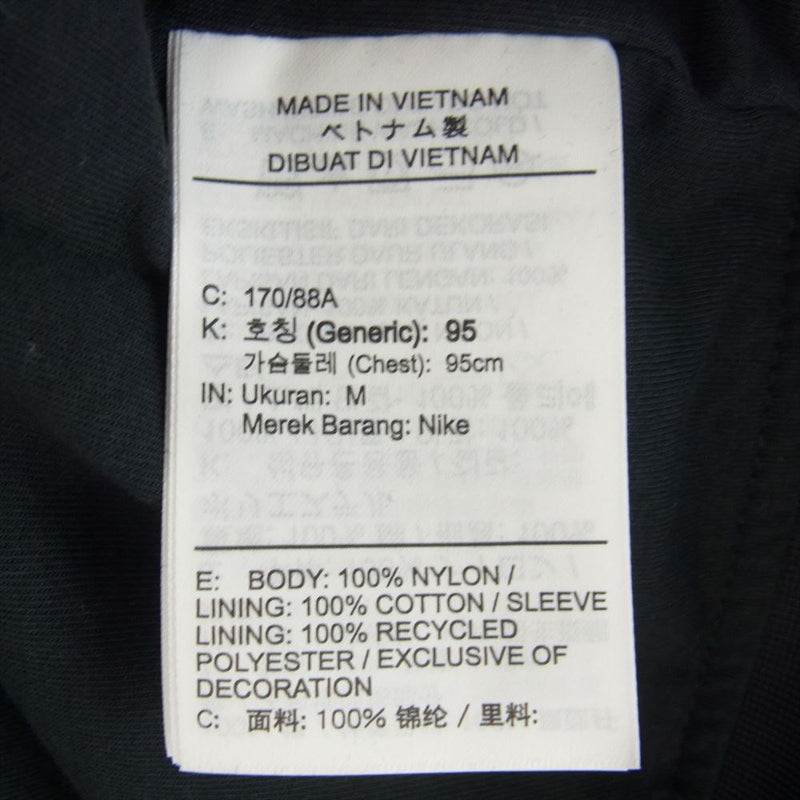 MADE IN VIETNAM
ベトナム製
DIBUAT DI VIETNAM
C: 170/88A
K: 호칭 (Generic): 95
가슴둘레 (Chest): 95cm
IN: Ukuran: M
Merek Barang: Nike
E: BODY: 100% NYLON /
LINING: 100% COTTON / SLEEVE
LINING: 100% RECYCLED
POLYESTER / EXCLUSIVE OF
DECORATION
C: 面料: 100% 锦纶 / 里料: